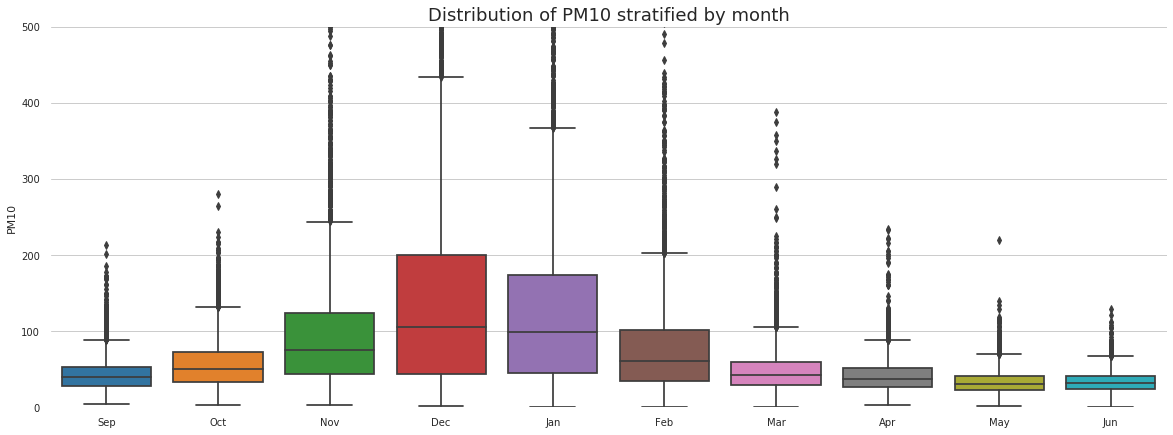 Distribution of PM10 stratified by month
500
400
300
200
100
0
PM10
Sep Oct Nov Dec Jan Feb Mar Apr May Jun